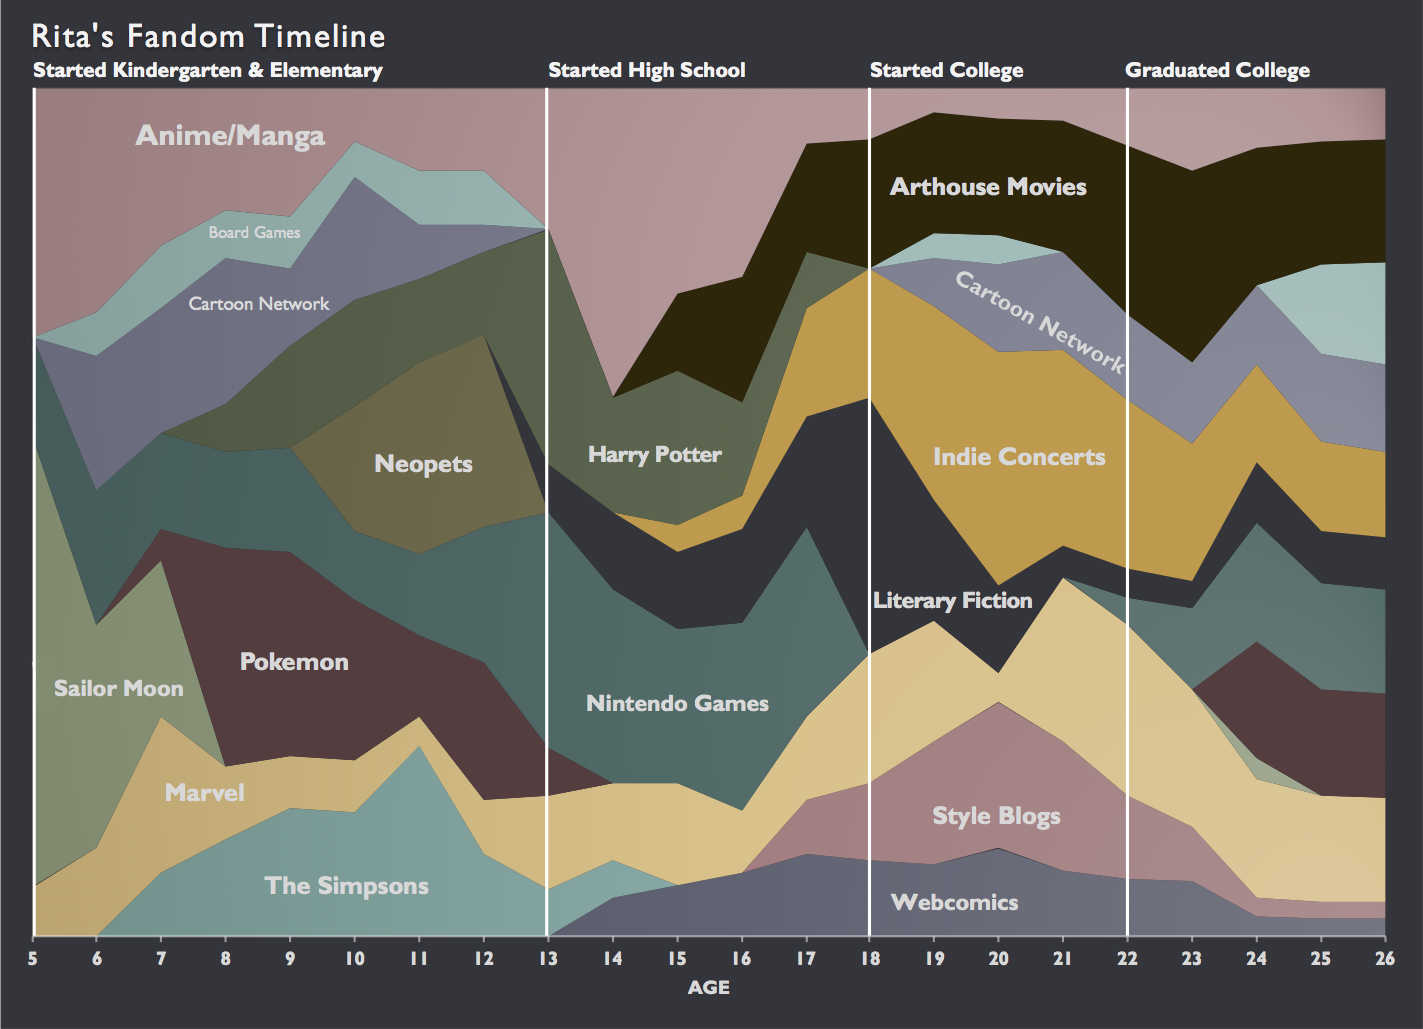 Rita's Fandom Timeline
Started Kindergarten & Elementary Started High School Started College Graduated College
Anime/Manga
Arthouse Movies
Board Games
Cartoon Network
Cartoon Network
Harry Potter
Indie Concerts
Neopets
Literary Fiction
Pokemon
Sailor Moon
Nintendo Games
Marvel
Style Blogs
The Simpsons
Webcomics
5 6 7 8 9 10 11 12 13 14 15 16 17 18 19 20 21 22 23 24 25 26
AGE